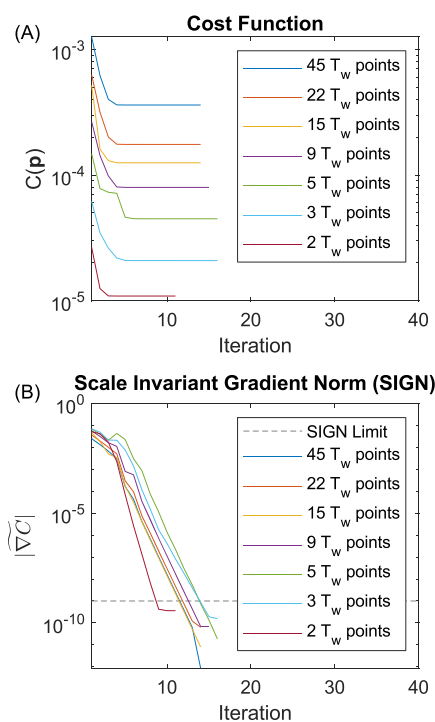 (A)
Cost Function
10^-3
10^-4
10^-5
C(p)
45 T_w points
22 T_w points
15 T_w points
9 T_w points
5 T_w points
3 T_w points
2 T_w points
10 20 30 40
Iteration
(B)
Scale Invariant Gradient Norm (SIGN)
10^0
10^-5
10^-10
|∇̃C|
SIGN Limit
45 T_w points
22 T_w points
15 T_w points
9 T_w points
5 T_w points
3 T_w points
2 T_w points
10 20 30 40
Iteration